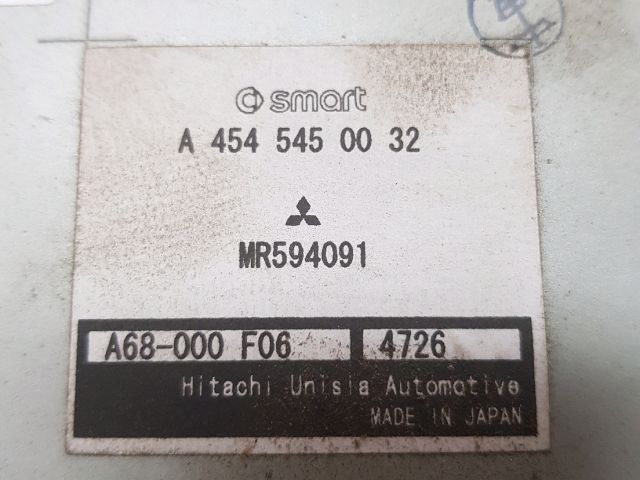 smart
A 454 545 00 32
MR594091
A68-000 F06 4726
Hitachi Unisia Automotive
MADE IN JAPAN